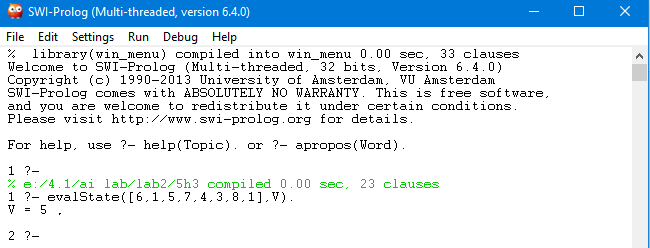 SWI-Prolog (Multi-threaded, version 6.4.0)
File Edit Settings Run Debug Help
%  library(win_menu) compiled into win_menu 0.00 sec, 33 clauses
Welcome to SWI-Prolog (Multi-threaded, 32 bits, Version 6.4.0)
Copyright (c) 1990-2013 University of Amsterdam, VU Amsterdam
SWI-Prolog comes with ABSOLUTELY NO WARRANTY. This is free software,
and you are welcome to redistribute it under certain conditions.
Please visit http://www.swi-prolog.org for details.
For help, use ?- help(Topic). or ?- apropos(Word).
1 ?-
% e:/4.1/ai lab/lab2/5h3 compiled 0.00 sec, 23 clauses
1 ?- evalState([6,1,5,7,4,3,8,1],V).
V = 5 ,
2 ?-